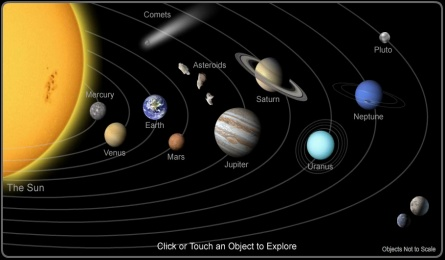 Comets
Pluto
Asteroids
Saturn
Mercury
Neptune
Earth
Venus
Mars
Jupiter
Uranus
The Sun
Click or Touch an Object to Explore
Objects Not to Scale